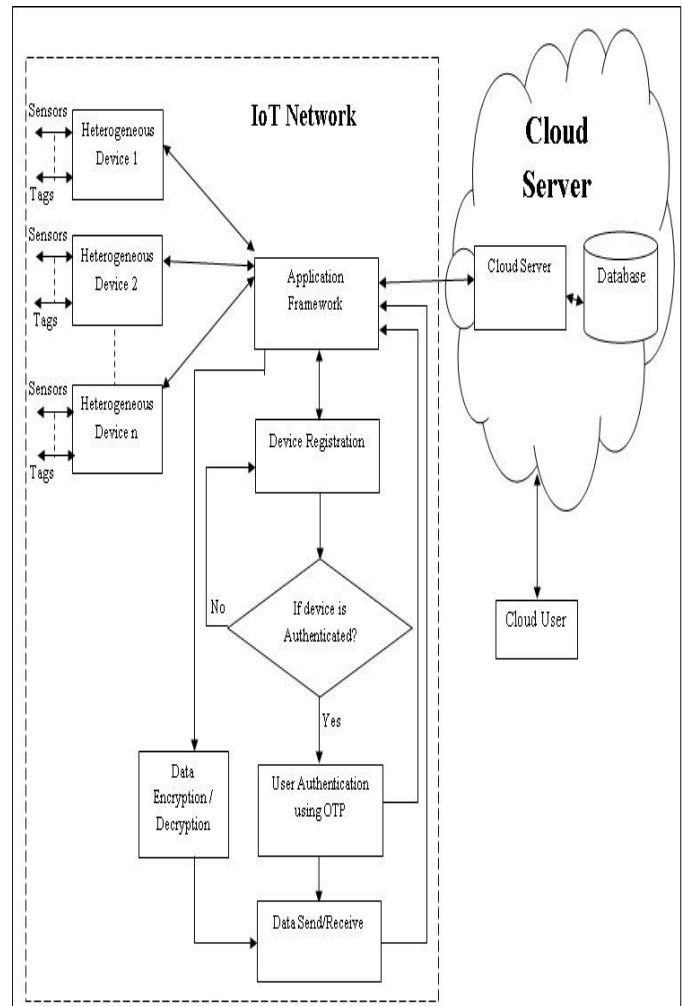 IoT Network
Sensors
Heterogeneous
Device 1
Tags
Sensors
Heterogeneous
Device 2
Tags
Sensors
Heterogeneous
Device n
Tags
Application
Framework
Device Registration
If device is
Authenticated?
No
Yes
Data
Encryption /
Decryption
User Authentication
using OTP
Data Send/Receive
Cloud
Server
Cloud Server
Database
Cloud User